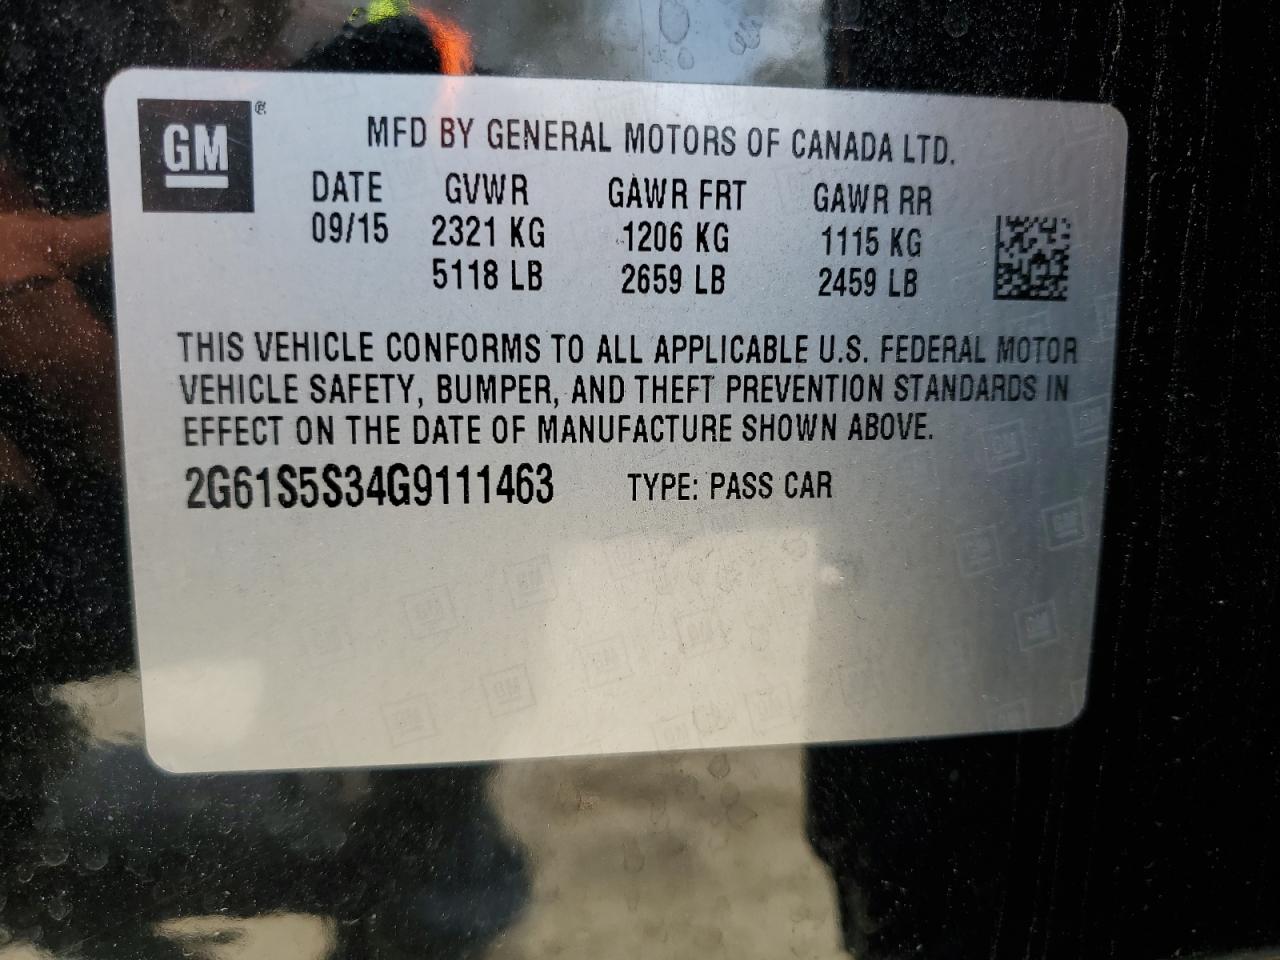 GM ®
MFD BY GENERAL MOTORS OF CANADA LTD.
DATE GVWR GAWR FRT GAWR RR
09/15 2321 KG 1206 KG 1115 KG
5118 LB 2659 LB 2459 LB
THIS VEHICLE CONFORMS TO ALL APPLICABLE U.S. FEDERAL MOTOR
VEHICLE SAFETY, BUMPER, AND THEFT PREVENTION STANDARDS IN
EFFECT ON THE DATE OF MANUFACTURE SHOWN ABOVE.
2G61S5S34G9111463 TYPE: PASS CAR